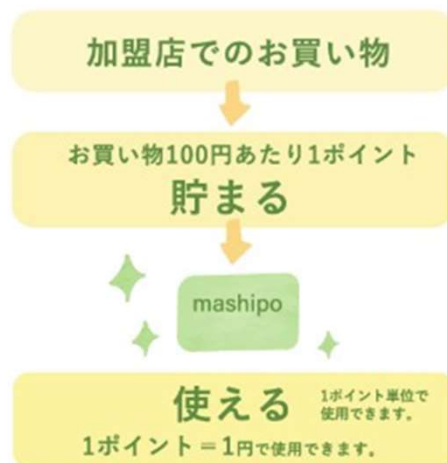 加盟店でのお買い物
お買い物100円あたり1ポイント
貯まる
mashipo
使える
1ポイント単位で
使用できます。
1ポイント＝1円で使用できます。